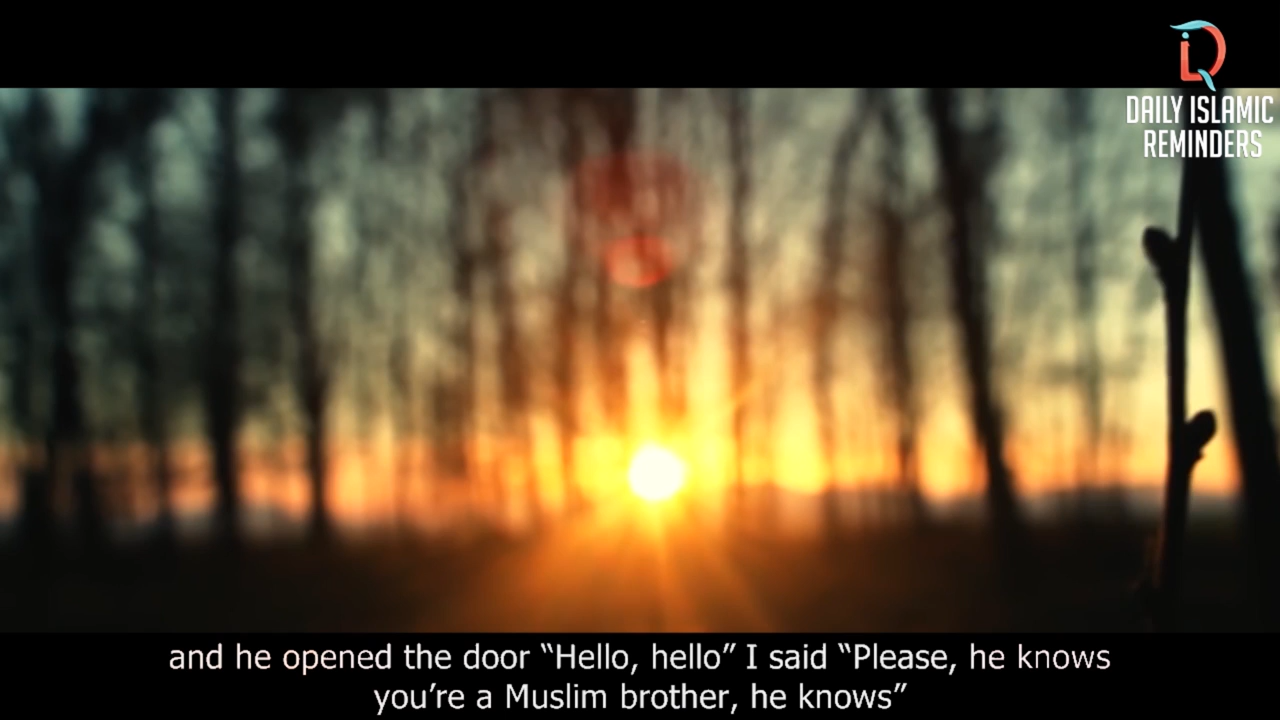 DAILY ISLAMIC
REMINDERS
and he opened the door “Hello, hello” I said “Please, he knows
you’re a Muslim brother, he knows”